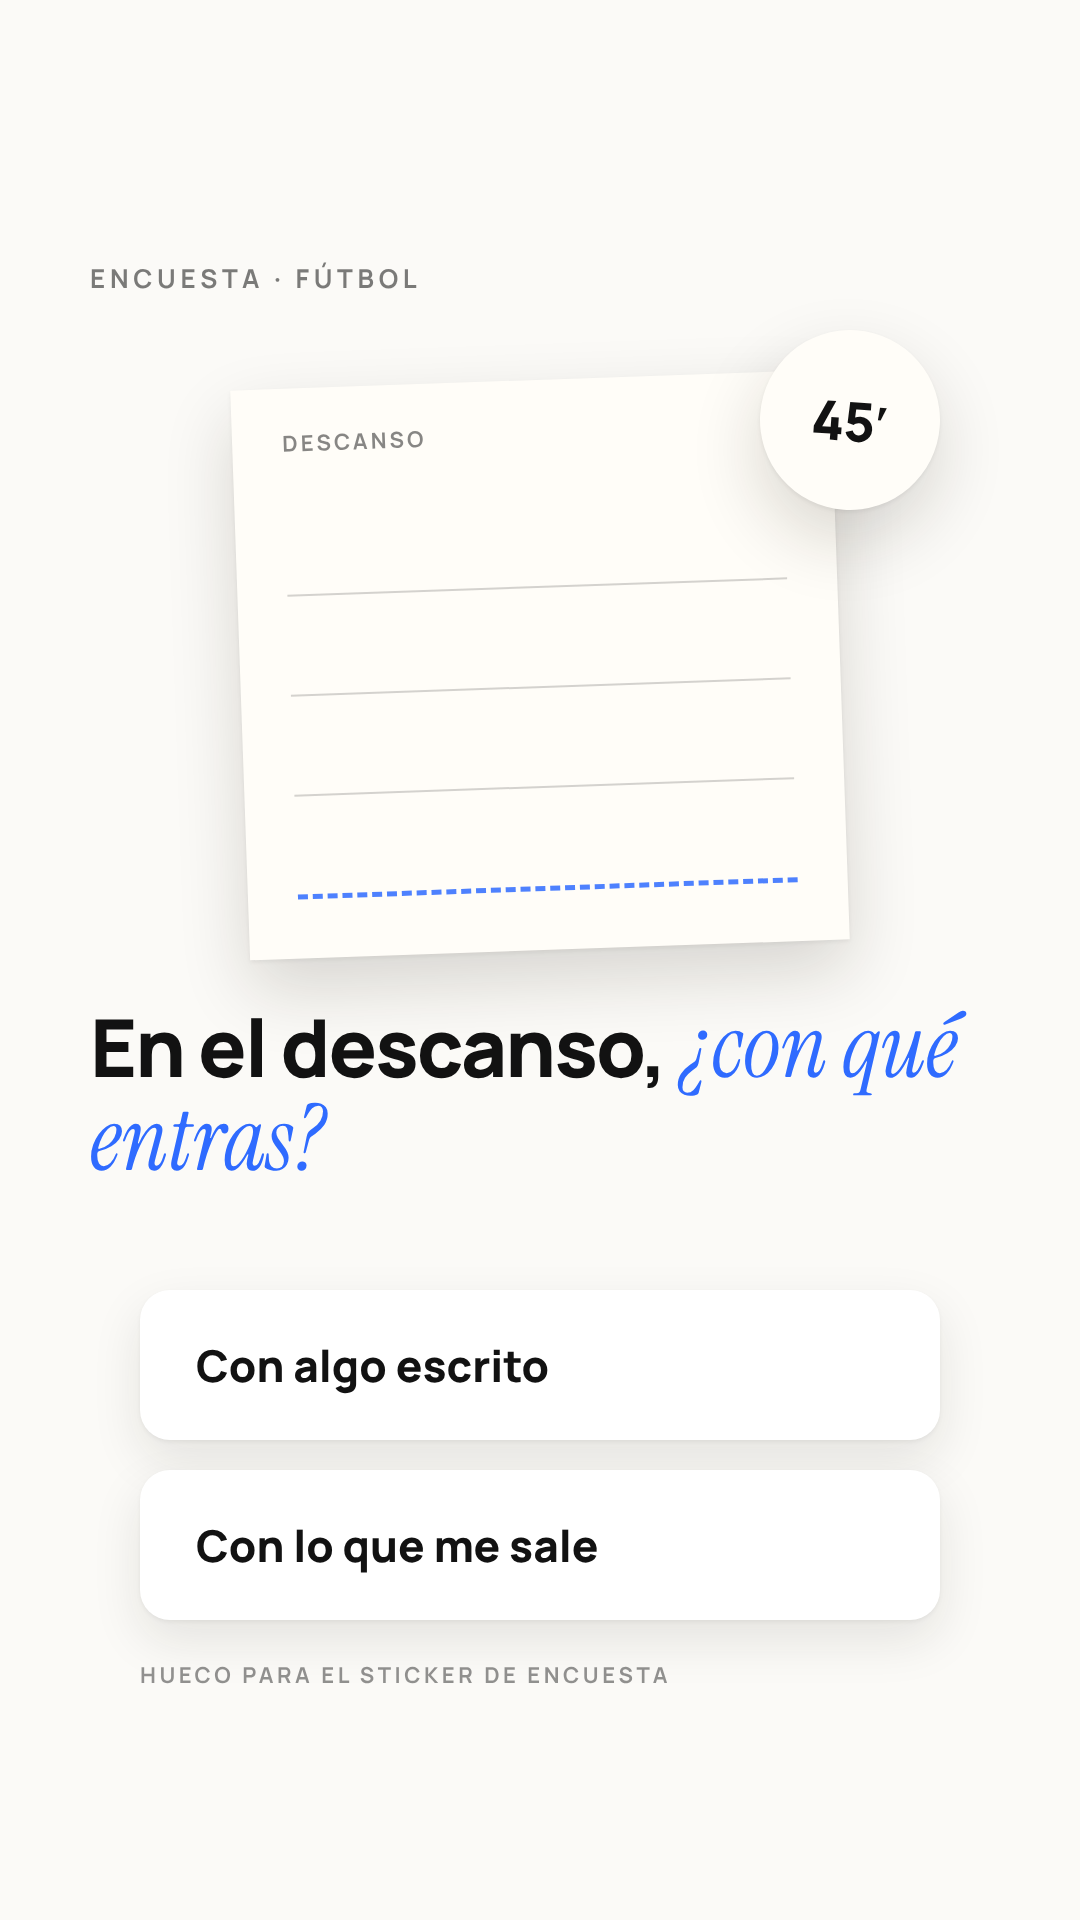 ENCUESTA · FÚTBOL
45′
DESCANSO
En el descanso, ¿con qué
entras?
Con algo escrito
Con lo que me sale
HUECO PARA EL STICKER DE ENCUESTA